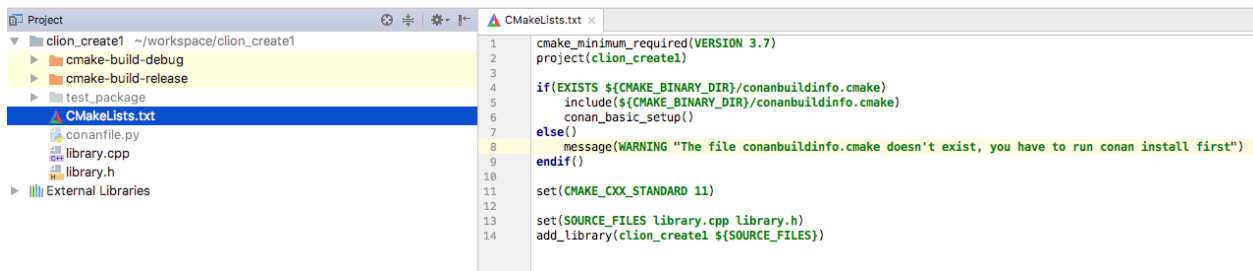 Project
clion_create1 ~/workspace/clion_create1
cmake-build-debug
cmake-build-release
test_package
CMakeLists.txt
conanfile.py
library.cpp
library.h
External Libraries
CMakeLists.txt
1 cmake_minimum_required(VERSION 3.7)
2 project(clion_create1)
3
4 if(EXISTS ${CMAKE_BINARY_DIR}/conanbuildinfo.cmake)
5 include(${CMAKE_BINARY_DIR}/conanbuildinfo.cmake)
6 conan_basic_setup()
7 else()
8 message(WARNING "The file conanbuildinfo.cmake doesn't exist, you have to run conan install first")
9 endif()
10
11 set(CMAKE_CXX_STANDARD 11)
12
13 set(SOURCE_FILES library.cpp library.h)
14 add_library(clion_create1 ${SOURCE_FILES})